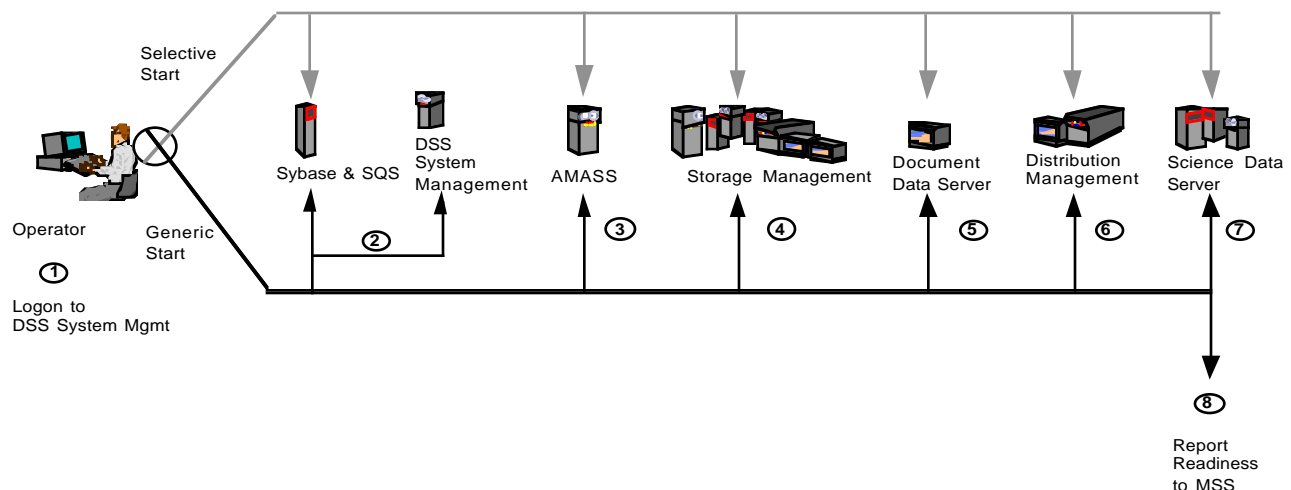 Selective
Start
Sybase & SQS
DSS
System
Management
AMASS
Storage Management
Document
Data Server
Distribution
Management
Science Data
Server
Operator
Generic
Start
2
3
4
5
6
7
1
Logon to
DSS System Mgmt
8
Report
Readiness
to MSS